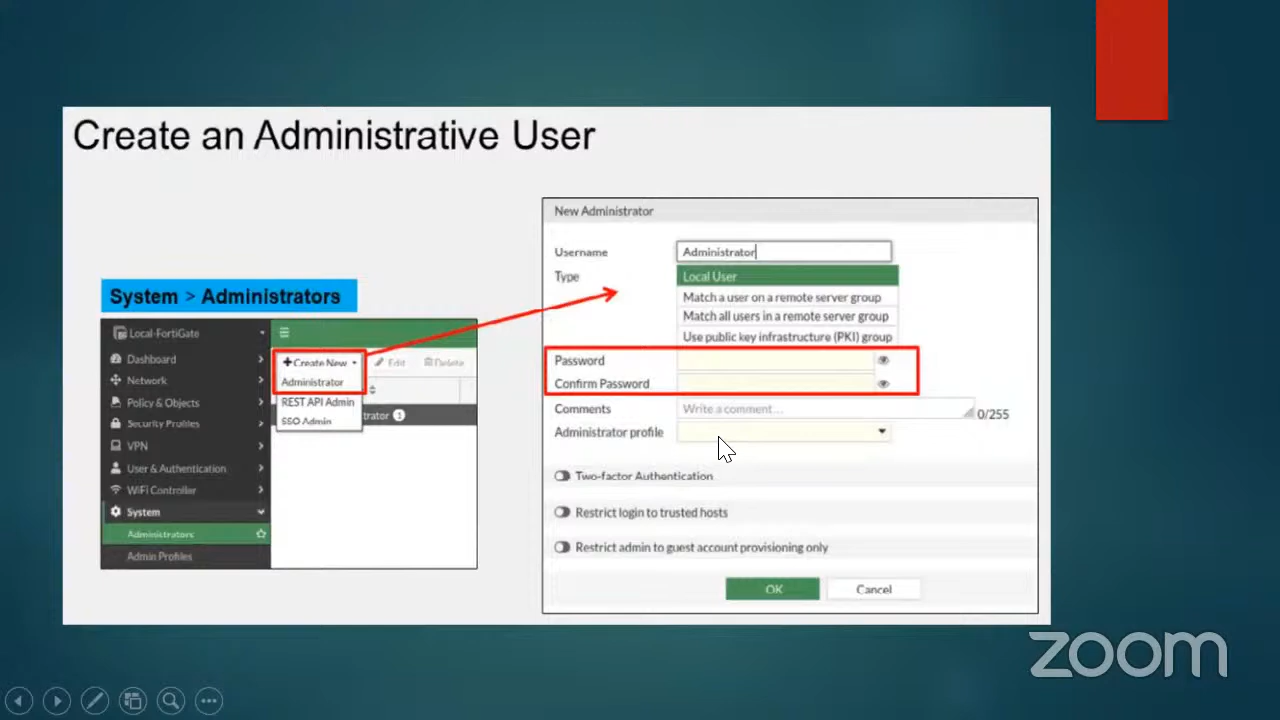 Create an Administrative User
System > Administrators
Local-FortiGate
Dashboard
Network
Policy & Objects
Security Profiles
VPN
User & Authentication
WiFi Controller
System
Administrators
Admin Profiles
Create New
Edit
Delete
Administrator
REST API Admin
SSO Admin
trator 1
New Administrator
Username
Administrator
Type
Local User
Match a user on a remote server group
Match all users in a remote server group
Use public key infrastructure (PKI) group
Password
Confirm Password
Comments
Write a comment...
0/255
Administrator profile
Two-factor Authentication
Restrict login to trusted hosts
Restrict admin to guest account provisioning only
OK
Cancel
zoom